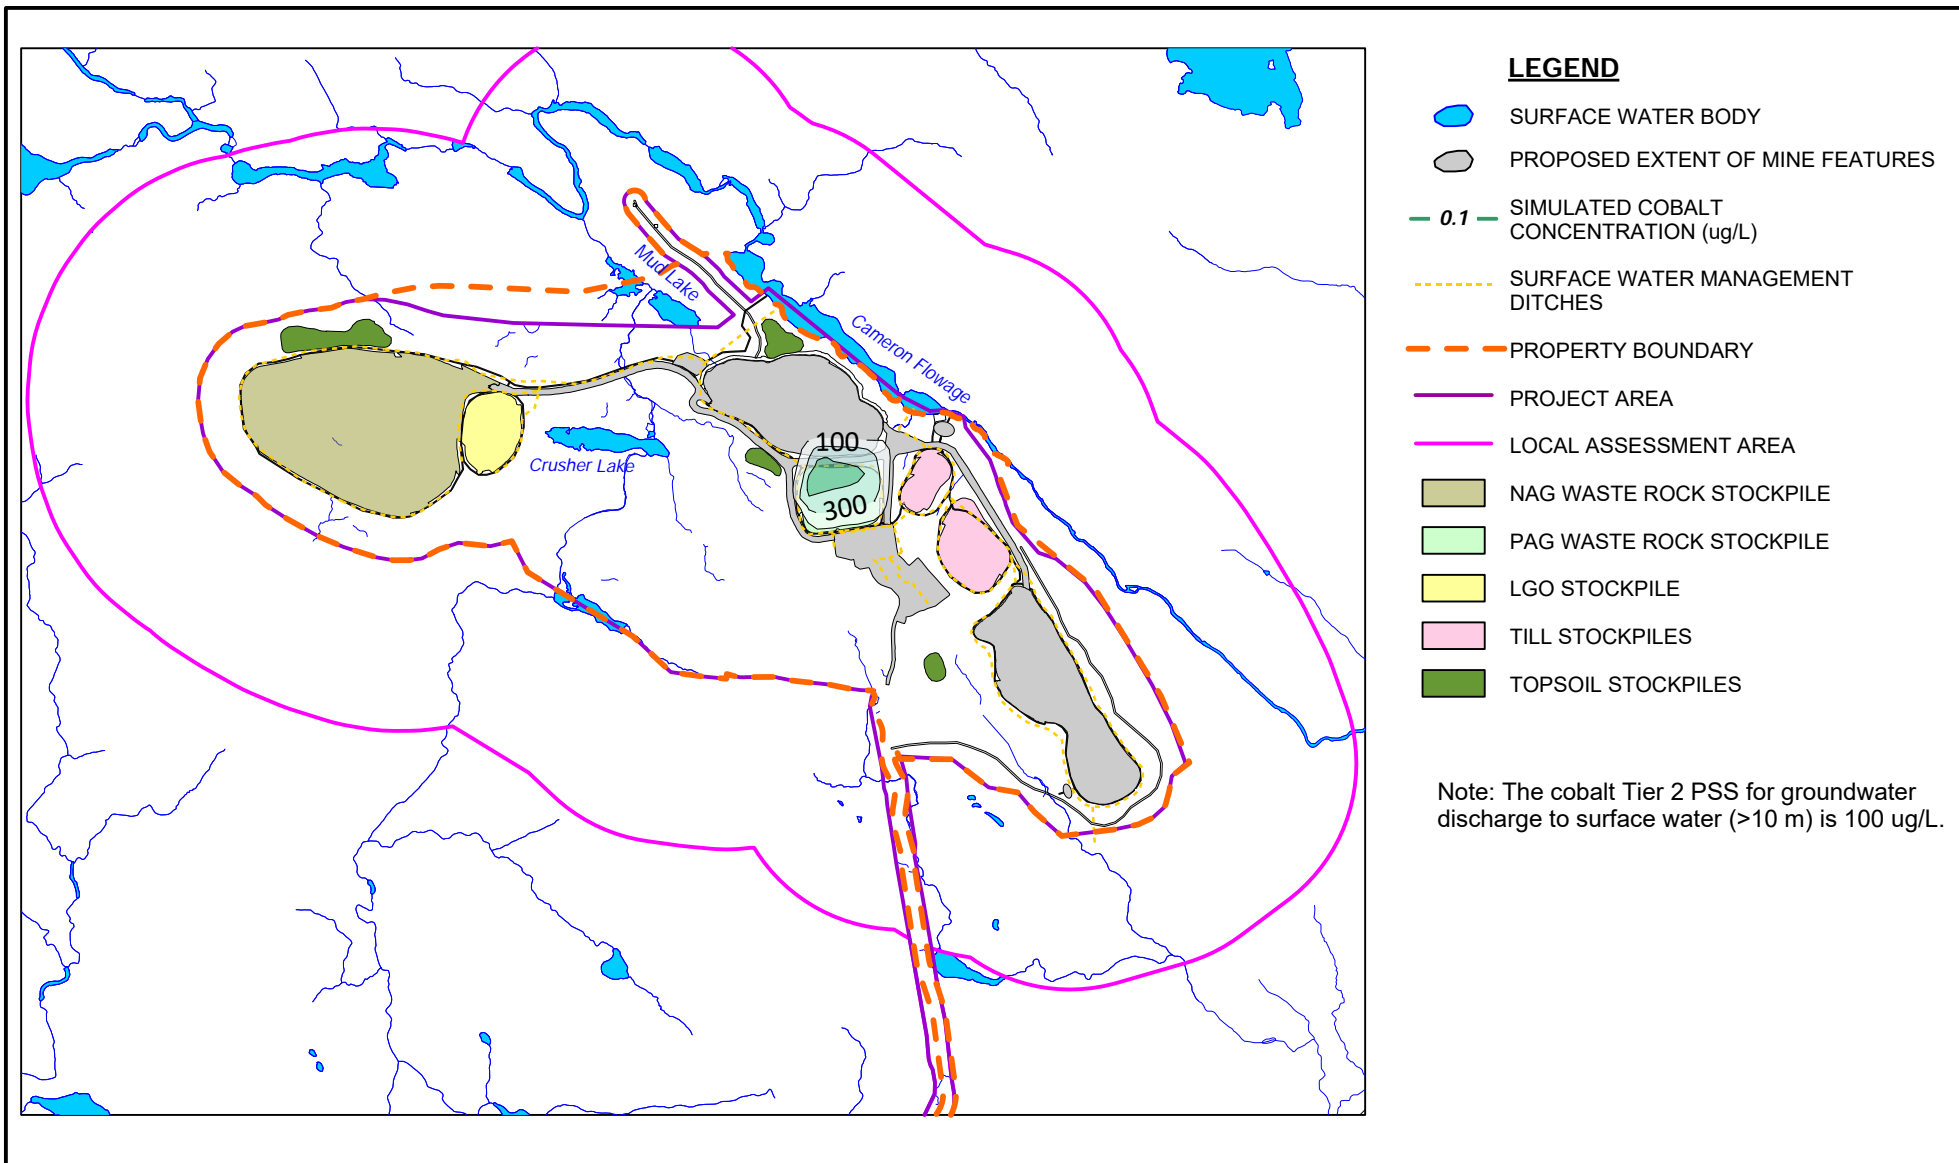 LEGEND
SURFACE WATER BODY
PROPOSED EXTENT OF MINE FEATURES
0.1
SIMULATED COBALT
CONCENTRATION (ug/L)
SURFACE WATER MANAGEMENT
DITCHES
PROPERTY BOUNDARY
PROJECT AREA
LOCAL ASSESSMENT AREA
NAG WASTE ROCK STOCKPILE
PAG WASTE ROCK STOCKPILE
LGO STOCKPILE
TILL STOCKPILES
TOPSOIL STOCKPILES
Note: The cobalt Tier 2 PSS for groundwater
discharge to surface water (>10 m) is 100 ug/L.
Mud Lake
Cameron Flowage
Crusher Lake
100
300